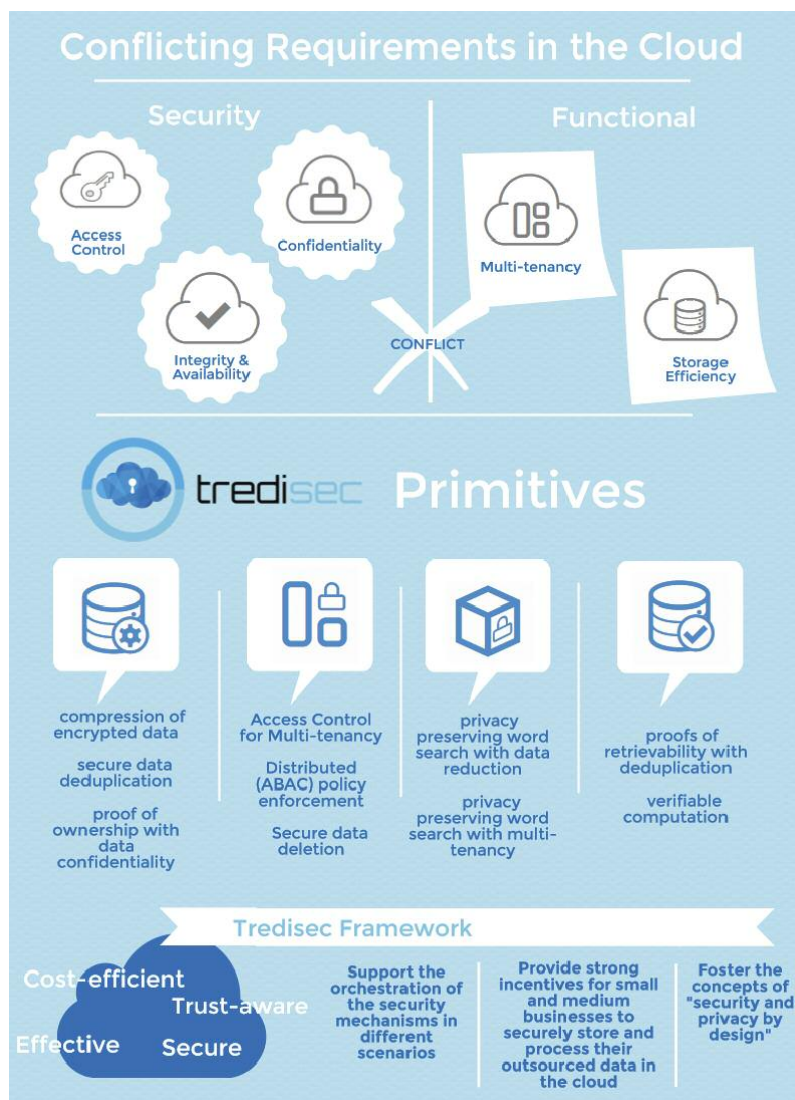 Conflicting Requirements in the Cloud
Security
Functional
Access
Control
Confidentiality
Integrity &
Availability
Multi-tenancy
Storage
Efficiency
CONFLICT
tredisec Primitives
compression of
encrypted data
secure data
deduplication
proof of
ownership with
data
confidentiality
Access Control
for Multi-tenancy
Distributed
(ABAC) policy
enforcement
Secure data
deletion
privacy
preserving word
search with data
reduction
privacy
preserving word
search with multi-
tenancy
proofs of
retrievability with
deduplication
verifiable
computation
Tredisec Framework
Cost-efficient
Trust-aware
Effective
Secure
Support the
orchestration of
the security
mechanisms in
different
scenarios
Provide strong
incentives for small
and medium
businesses to
securely store and
process their
outsourced data in
the cloud
Foster the
concepts of
"security and
privacy by
design"